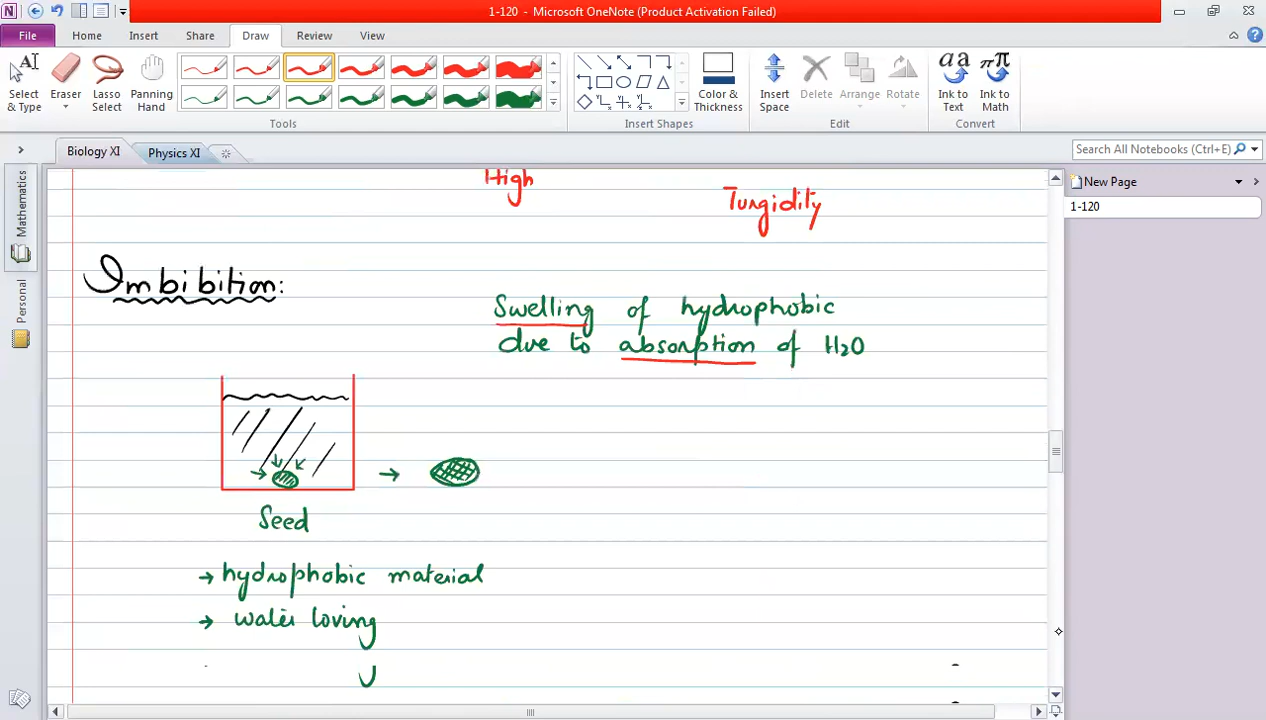 1-120 - Microsoft OneNote (Product Activation Failed)
File Home Insert Share Draw Review View
Select & Type
Eraser
Lasso Select
Panning Hand
Color & Thickness
Insert Space
Delete
Arrange
Rotate
Ink to Text
Ink to Math
Tools
Insert Shapes
Edit
Convert
Biology XI
Physics XI
Search All Notebooks (Ctrl+E)
Mathematics
Personal
New Page
1-120
High
Turgidity
Imbibition:
Swelling of hydrophobic
due to absorption of H2O
Seed
→ hydrophobic material
→ water loving